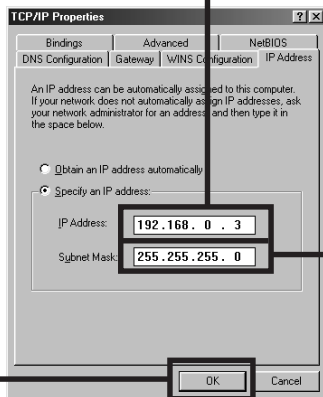 TCP/IP Properties
Bindings Advanced NetBIOS
DNS Configuration Gateway WINS Configuration IP Address
An IP address can be automatically assigned to this computer.
If your network does not automatically assign IP addresses, ask
your network administrator for an address, and then type it in
the space below.
Obtain an IP address automatically
Specify an IP address:
IP Address: 192.168. 0 . 3
Subnet Mask: 255.255.255. 0
OK Cancel